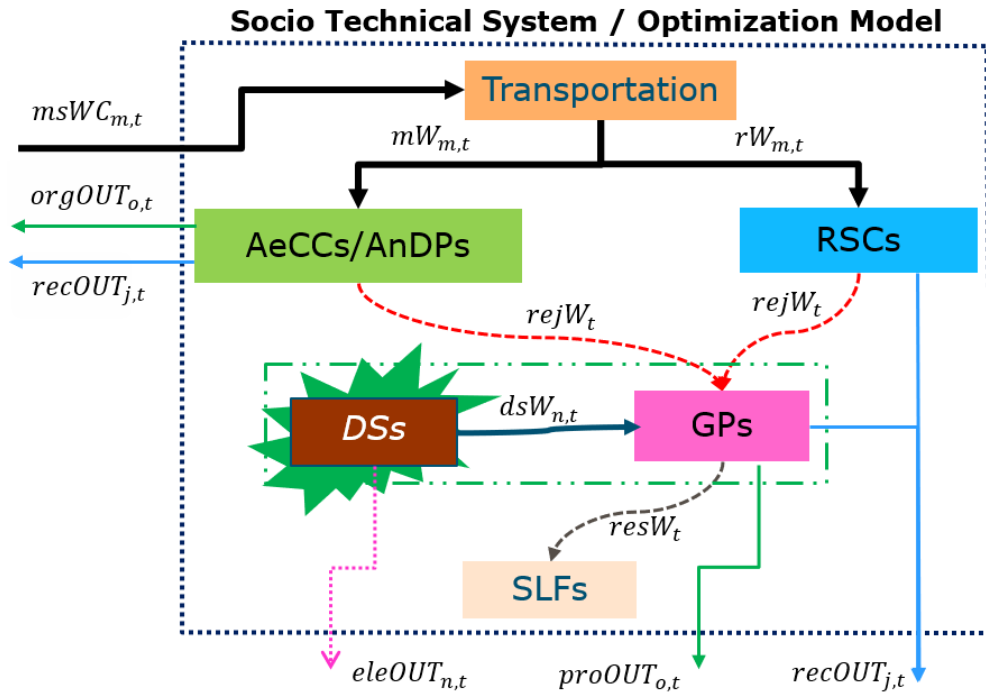 Socio Technical System / Optimization Model
Transportation
msWC_{m,t}
mW_{m,t}
rW_{m,t}
orgOUT_{o,t}
AeCCs/AnDPs
RSCs
recOUT_{j,t}
rejW_t
rejW_t
DSs
dsW_{n,t}
GPs
resW_t
SLFs
eleOUT_{n,t}
proOUT_{o,t}
recOUT_{j,t}